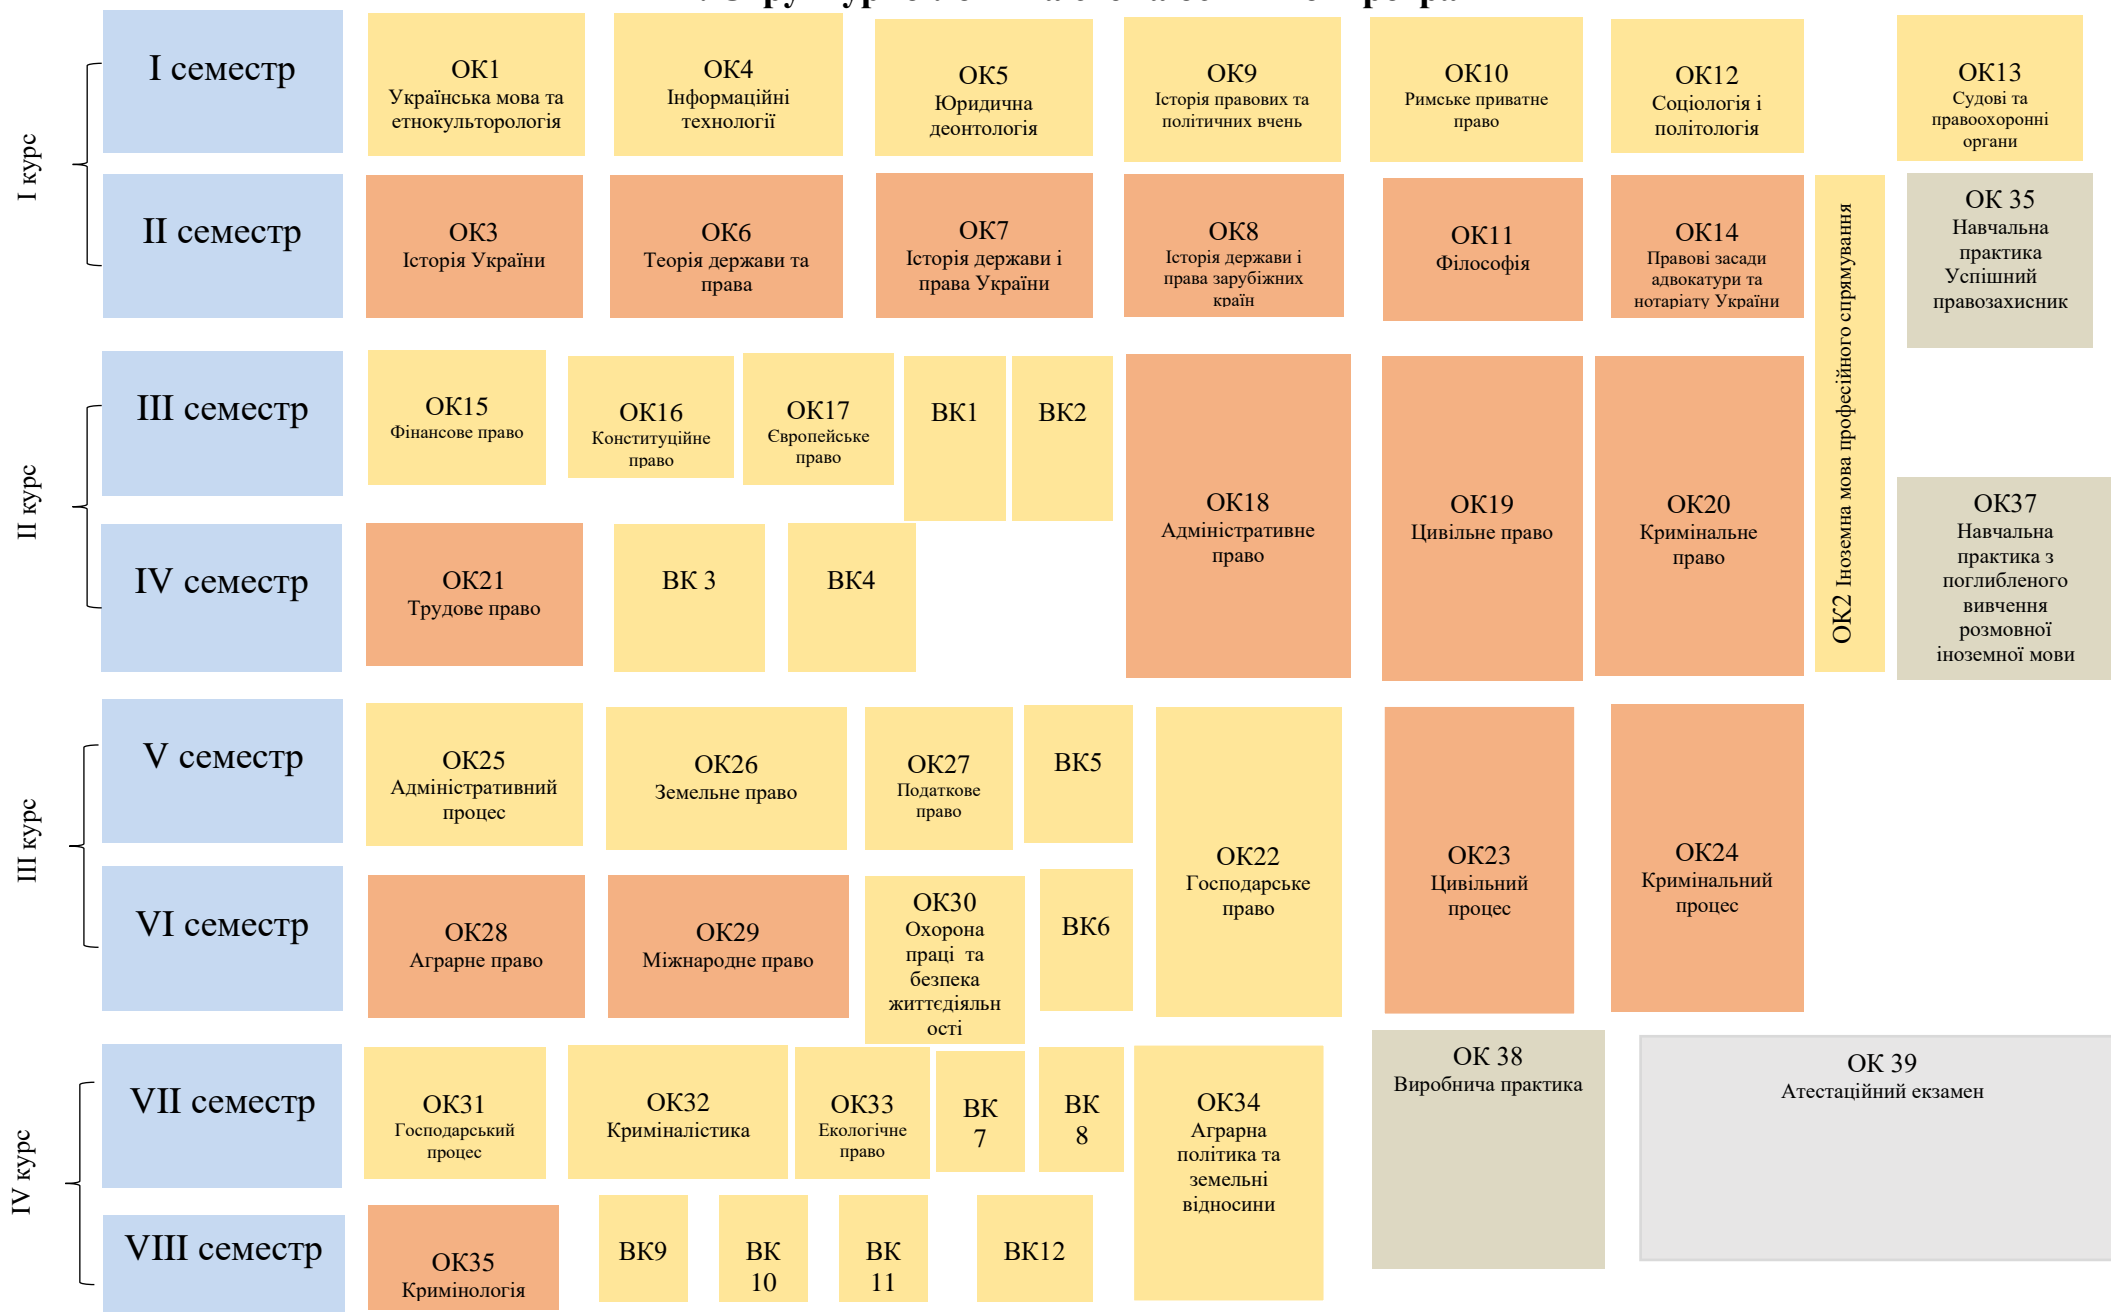 I курс
I семестр
ОК1
Українська мова та
етнокульторологія
ОК4
Інформаційні
технології
ОК5
Юридична
деонтологія
ОК9
Історія правових та
політичних вчень
ОК10
Римське приватне
право
ОК12
Соціологія і
політологія
ОК13
Судові та
правоохоронні
органи
II семестр
ОК3
Історія України
ОК6
Теорія держави та
права
ОК7
Історія держави і
права України
ОК8
Історія держави і
права зарубіжних
країн
ОК11
Філософія
ОК14
Правові засади
адвокатури та
нотаріату України
ОК2 Іноземна мова професійного спрямування
ОК 35
Навчальна
практика
Успішний
правозахисник
II курс
III семестр
ОК15
Фінансове право
ОК16
Конституційне
право
ОК17
Європейське
право
ВК1
ВК2
ОК18
Адміністративне
право
ОК19
Цивільне право
ОК20
Кримінальне
право
ОК37
Навчальна
практика з
поглибленого
вивчення
розмовної
іноземної мови
IV семестр
ОК21
Трудове право
ВК 3
ВК4
III курс
V семестр
ОК25
Адміністративний
процес
ОК26
Земельне право
ОК27
Податкове
право
ВК5
ОК22
Господарське
право
ОК23
Цивільний
процес
ОК24
Кримінальний
процес
VI семестр
ОК28
Аграрне право
ОК29
Міжнародне право
ОК30
Охорона
праці та
безпека
життєдіяльн
ості
ВК6
IV курс
VII семестр
ОК31
Господарський
процес
ОК32
Криміналістика
ОК33
Екологічне
право
ВК
7
ВК
8
ОК34
Аграрна
політика та
земельні
відносини
ОК 38
Виробнича практика
ОК 39
Атестаційний екзамен
VIII семестр
ОК35
Кримінологія
ВК9
ВК
10
ВК
11
ВК12